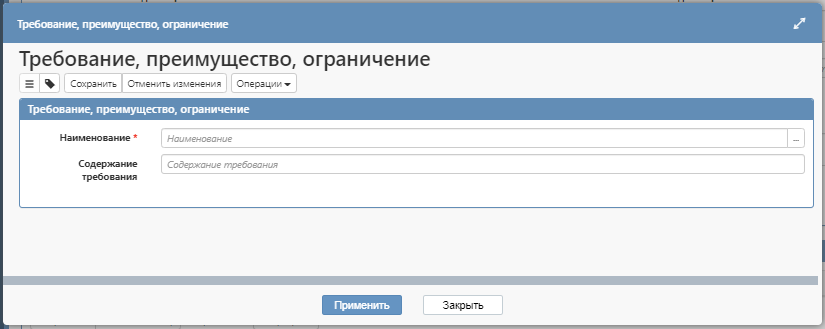 Требование, преимущество, ограничение
Требование, преимущество, ограничение
Сохранить Отменить изменения Операции
Требование, преимущество, ограничение
Наименование * Наименование ...
Содержание требования Содержание требования
Применить Закрыть